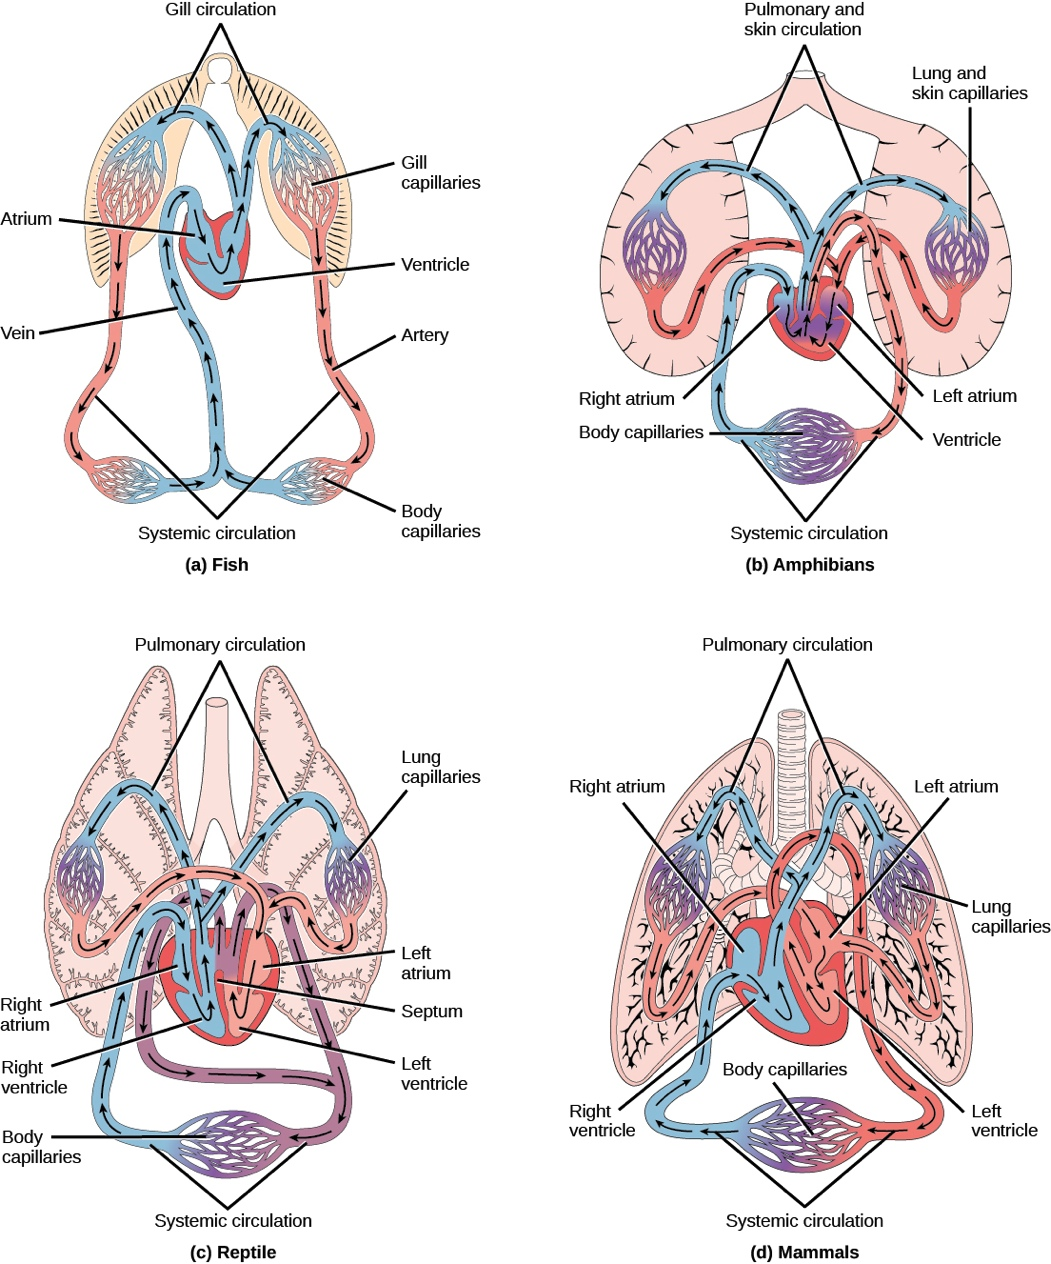 Gill circulation
Gill
capillaries
Atrium
Ventricle
Vein
Artery
Body
capillaries
Systemic circulation
(a) Fish
Pulmonary and
skin circulation
Lung and
skin capillaries
Right atrium
Left atrium
Body capillaries
Ventricle
Systemic circulation
(b) Amphibians
Pulmonary circulation
Lung
capillaries
Left
atrium
Right
atrium
Septum
Right
ventricle
Left
ventricle
Body
capillaries
Systemic circulation
(c) Reptile
Pulmonary circulation
Right atrium
Left atrium
Lung
capillaries
Body capillaries
Right
ventricle
Left
ventricle
Systemic circulation
(d) Mammals